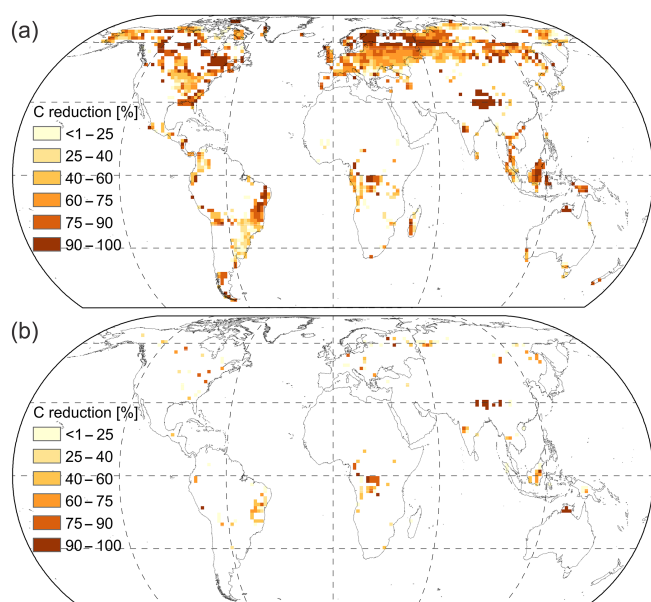 (a)
C reduction [%]
<1 – 25
25 – 40
40 – 60
60 – 75
75 – 90
90 – 100
(b)
C reduction [%]
<1 – 25
25 – 40
40 – 60
60 – 75
75 – 90
90 – 100